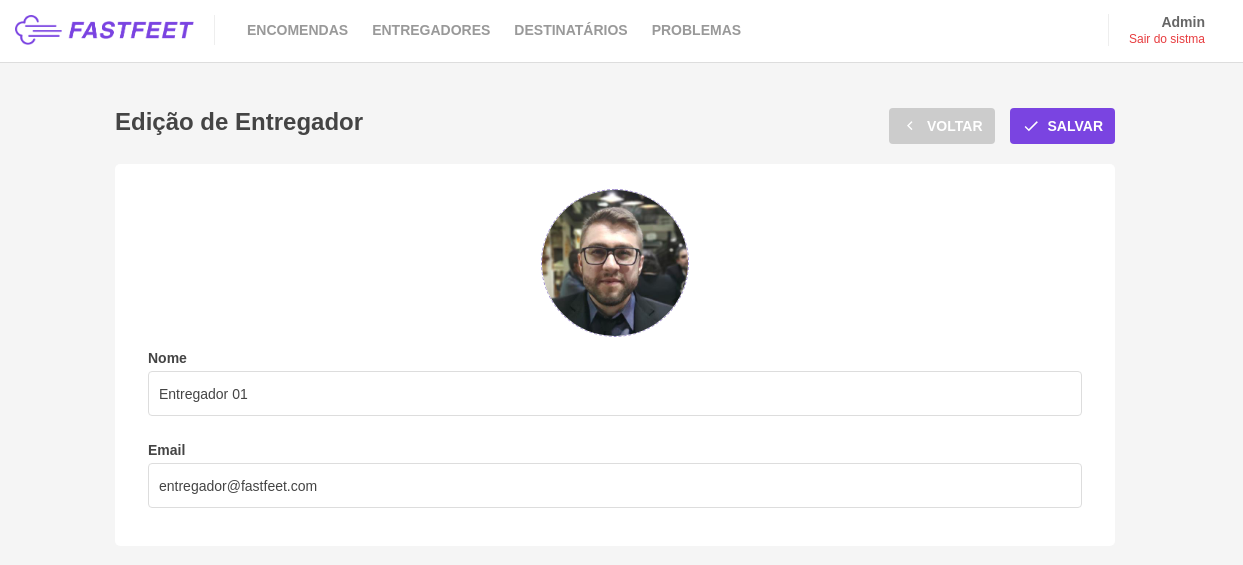 FASTFEET
ENCOMENDAS ENTREGADORES DESTINATÁRIOS PROBLEMAS
Admin
Sair do sistma
Edição de Entregador
VOLTAR
SALVAR
Nome
Entregador 01
Email
entregador@fastfeet.com